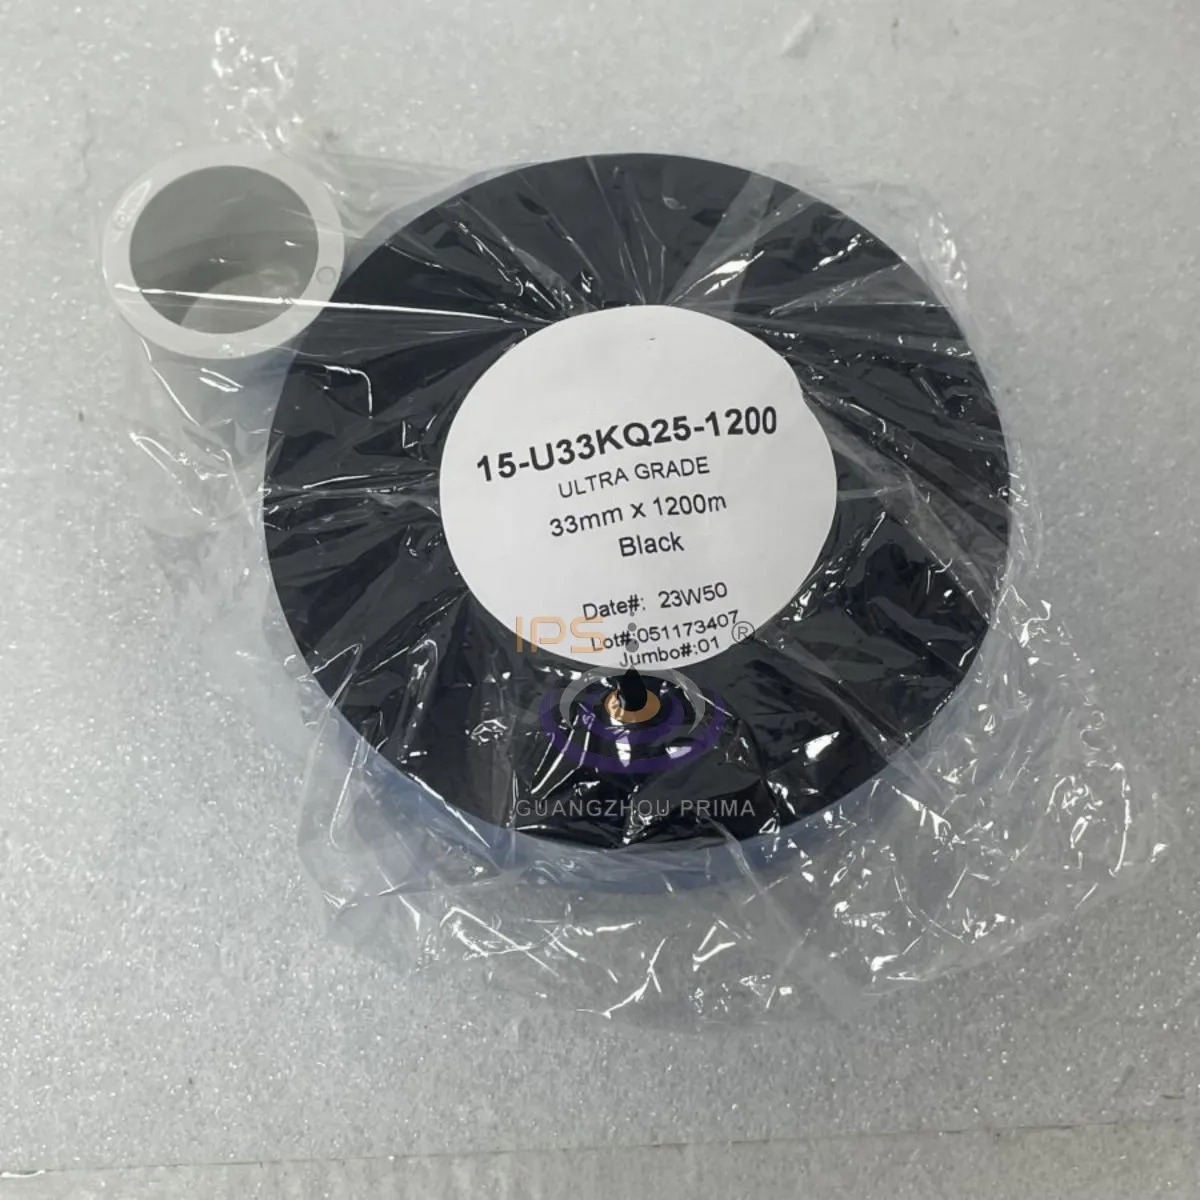 15-U33KQ25-1200
ULTRA GRADE
33mm x 1200m
Black
Date#: 23W50
Lot#:051173407
Jumbo#:01
IPS ®
GUANGZHOU PRIMA